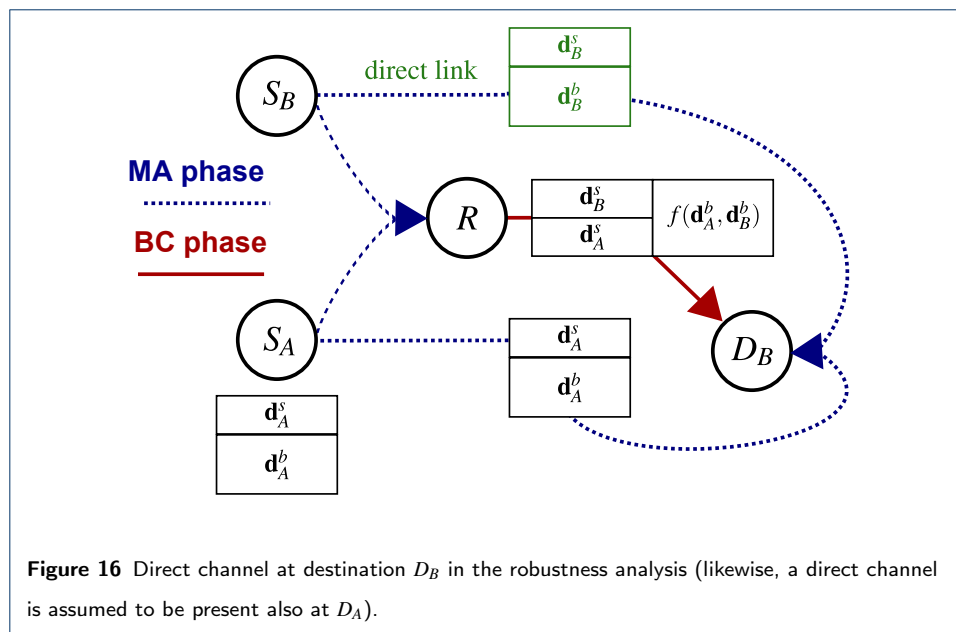 𝐝_B^s
direct link
𝐝_B^b
S_B
MA phase
𝐝_B^s
R
f(𝐝_A^b, 𝐝_B^b)
𝐝_A^s
BC phase
S_A
𝐝_A^s
D_B
𝐝_A^b
𝐝_A^s
𝐝_A^b
Figure 16 Direct channel at destination D_B in the robustness analysis (likewise, a direct channel
is assumed to be present also at D_A).